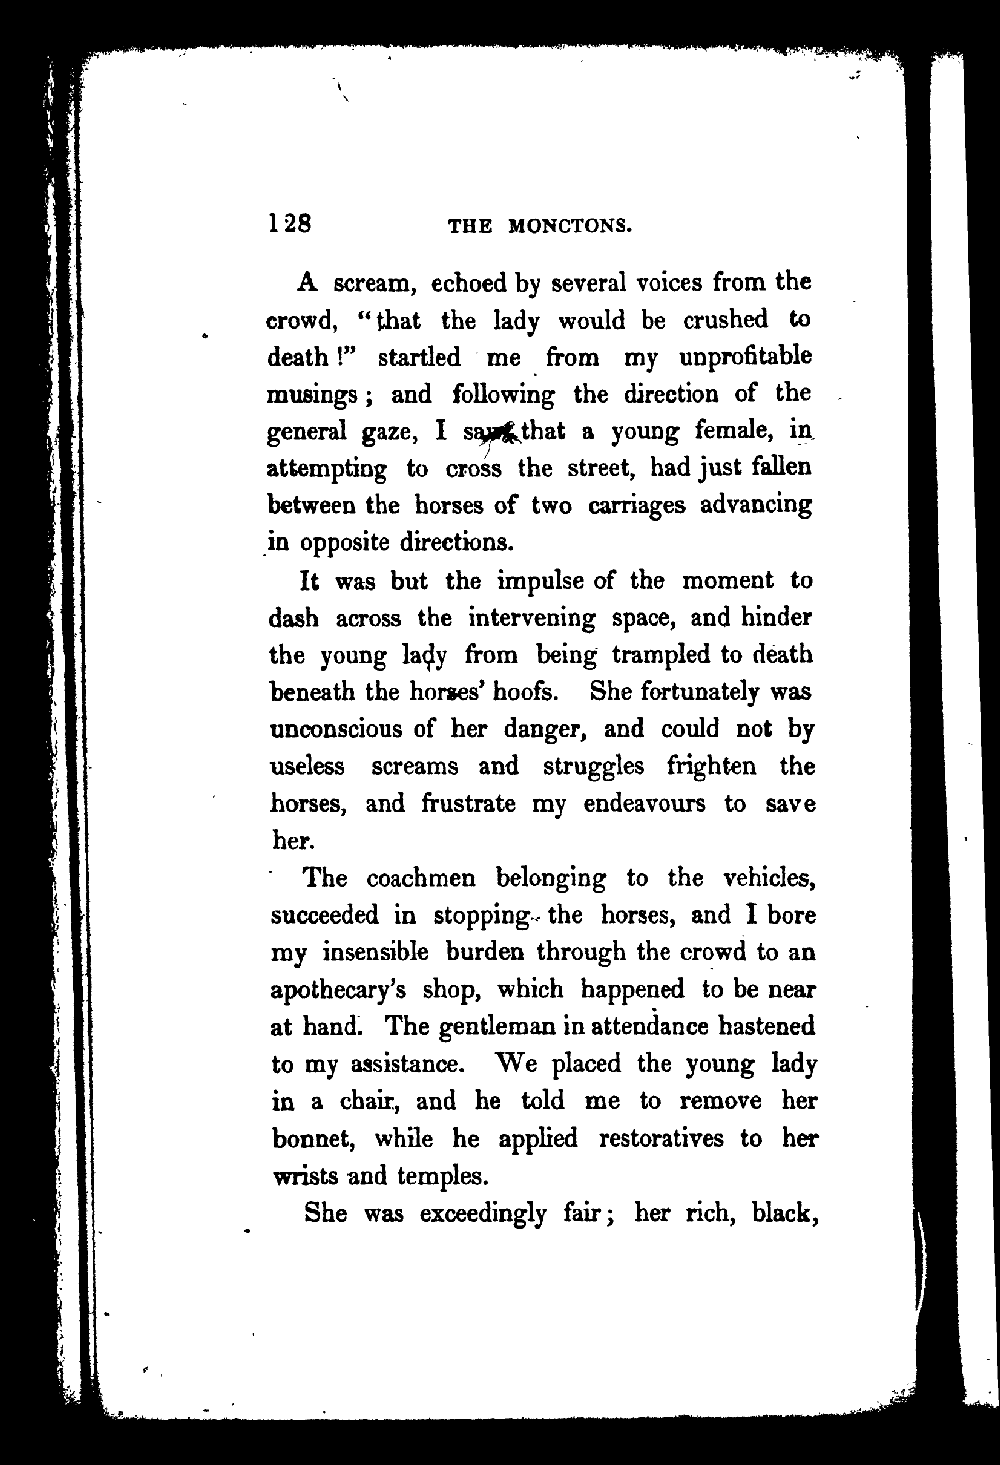 128 THE MONCTONS.
A scream, echoed by several voices from the
crowd, “that the lady would be crushed to
death!” startled me from my unprofitable
musings; and following the direction of the
general gaze, I saw that a young female, in
attempting to cross the street, had just fallen
between the horses of two carriages advancing
in opposite directions.
It was but the impulse of the moment to
dash across the intervening space, and hinder
the young lady from being trampled to death
beneath the horses’ hoofs. She fortunately was
unconscious of her danger, and could not by
useless screams and struggles frighten the
horses, and frustrate my endeavours to save
her.
The coachmen belonging to the vehicles,
succeeded in stopping the horses, and I bore
my insensible burden through the crowd to an
apothecary’s shop, which happened to be near
at hand. The gentleman in attendance hastened
to my assistance. We placed the young lady
in a chair, and he told me to remove her
bonnet, while he applied restoratives to her
wrists and temples.
She was exceedingly fair; her rich, black,